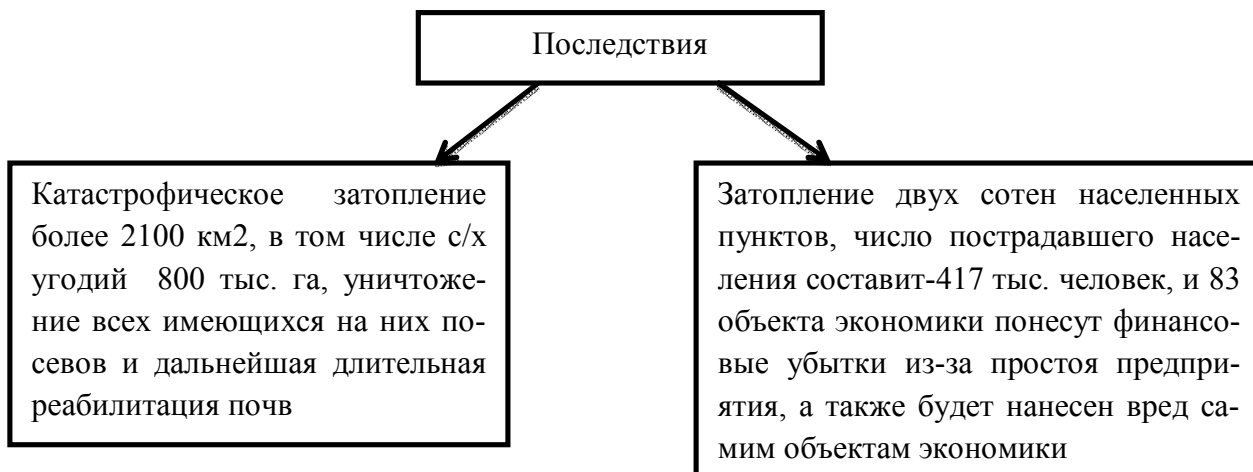 Последствия
Катастрофическое затопление
более 2100 км2, в том числе с/х
угодий 800 тыс. га, уничтоже-
ние всех имеющихся на них по-
севов и дальнейшая длительная
реабилитация почв
Затопление двух сотен населенных
пунктов, число пострадавшего насе-
ления составит-417 тыс. человек, и 83
объекта экономики понесут финансо-
вые убытки из-за простоя предпри-
ятия, а также будет нанесен вред са-
мим объектам экономики